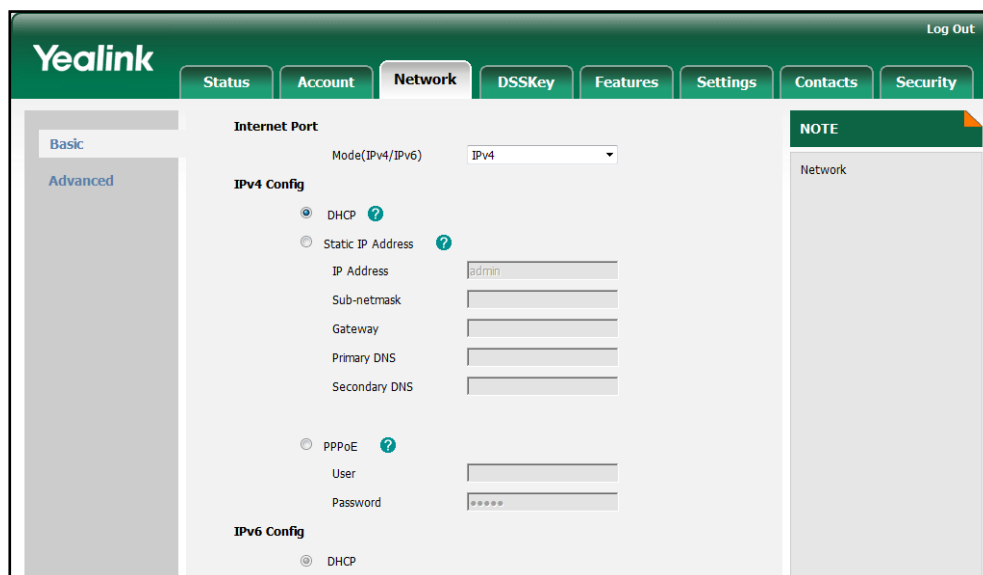 Log Out
Yealink
Status Account Network DSSKey Features Settings Contacts Security
Basic
Advanced
Internet Port
Mode(IPv4/IPv6) IPv4
IPv4 Config
DHCP ?
Static IP Address ?
IP Address admin
Sub-netmask
Gateway
Primary DNS
Secondary DNS
PPPoE ?
User
Password •••••
IPv6 Config
DHCP
NOTE
Network